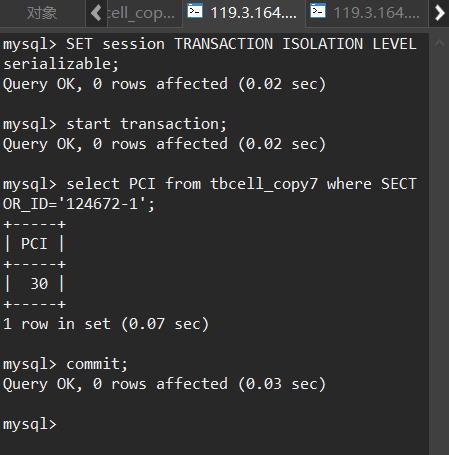 对象
cell_cop...
119.3.164....
119.3.164....
mysql> SET session TRANSACTION ISOLATION LEVEL
serializable;
Query OK, 0 rows affected (0.02 sec)
mysql> start transaction;
Query OK, 0 rows affected (0.02 sec)
mysql> select PCI from tbcell_copy7 where SECT
OR_ID='124672-1';
+-----+
| PCI |
+-----+
|  30 |
+-----+
1 row in set (0.07 sec)
mysql> commit;
Query OK, 0 rows affected (0.03 sec)
mysql>